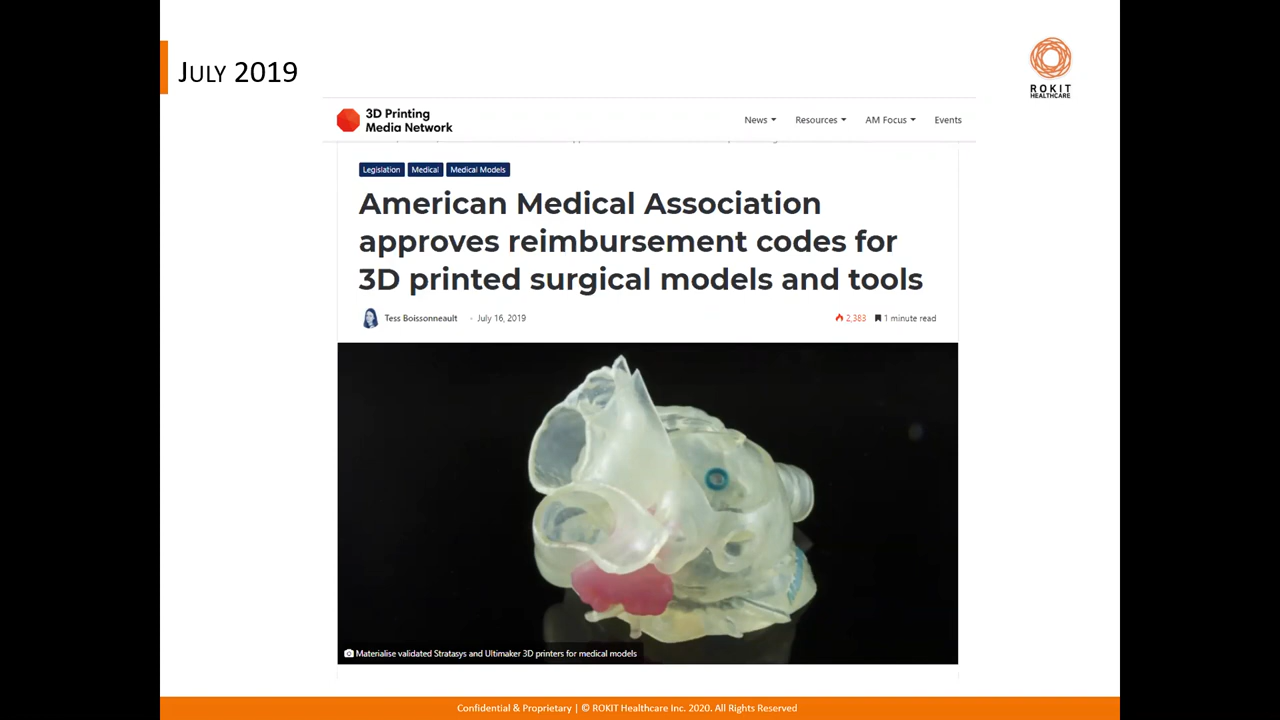 JULY 2019
ROKIT
HEALTHCARE
3D Printing
Media Network
News
Resources
AM Focus
Events
Legislation
Medical
Medical Models
American Medical Association
approves reimbursement codes for
3D printed surgical models and tools
Tess Boissonneault - July 16, 2019
2,383
1 minute read
Materialise validated Stratasys and Ultimaker 3D printers for medical models
Confidential & Proprietary | © ROKIT Healthcare Inc. 2020. All Rights Reserved